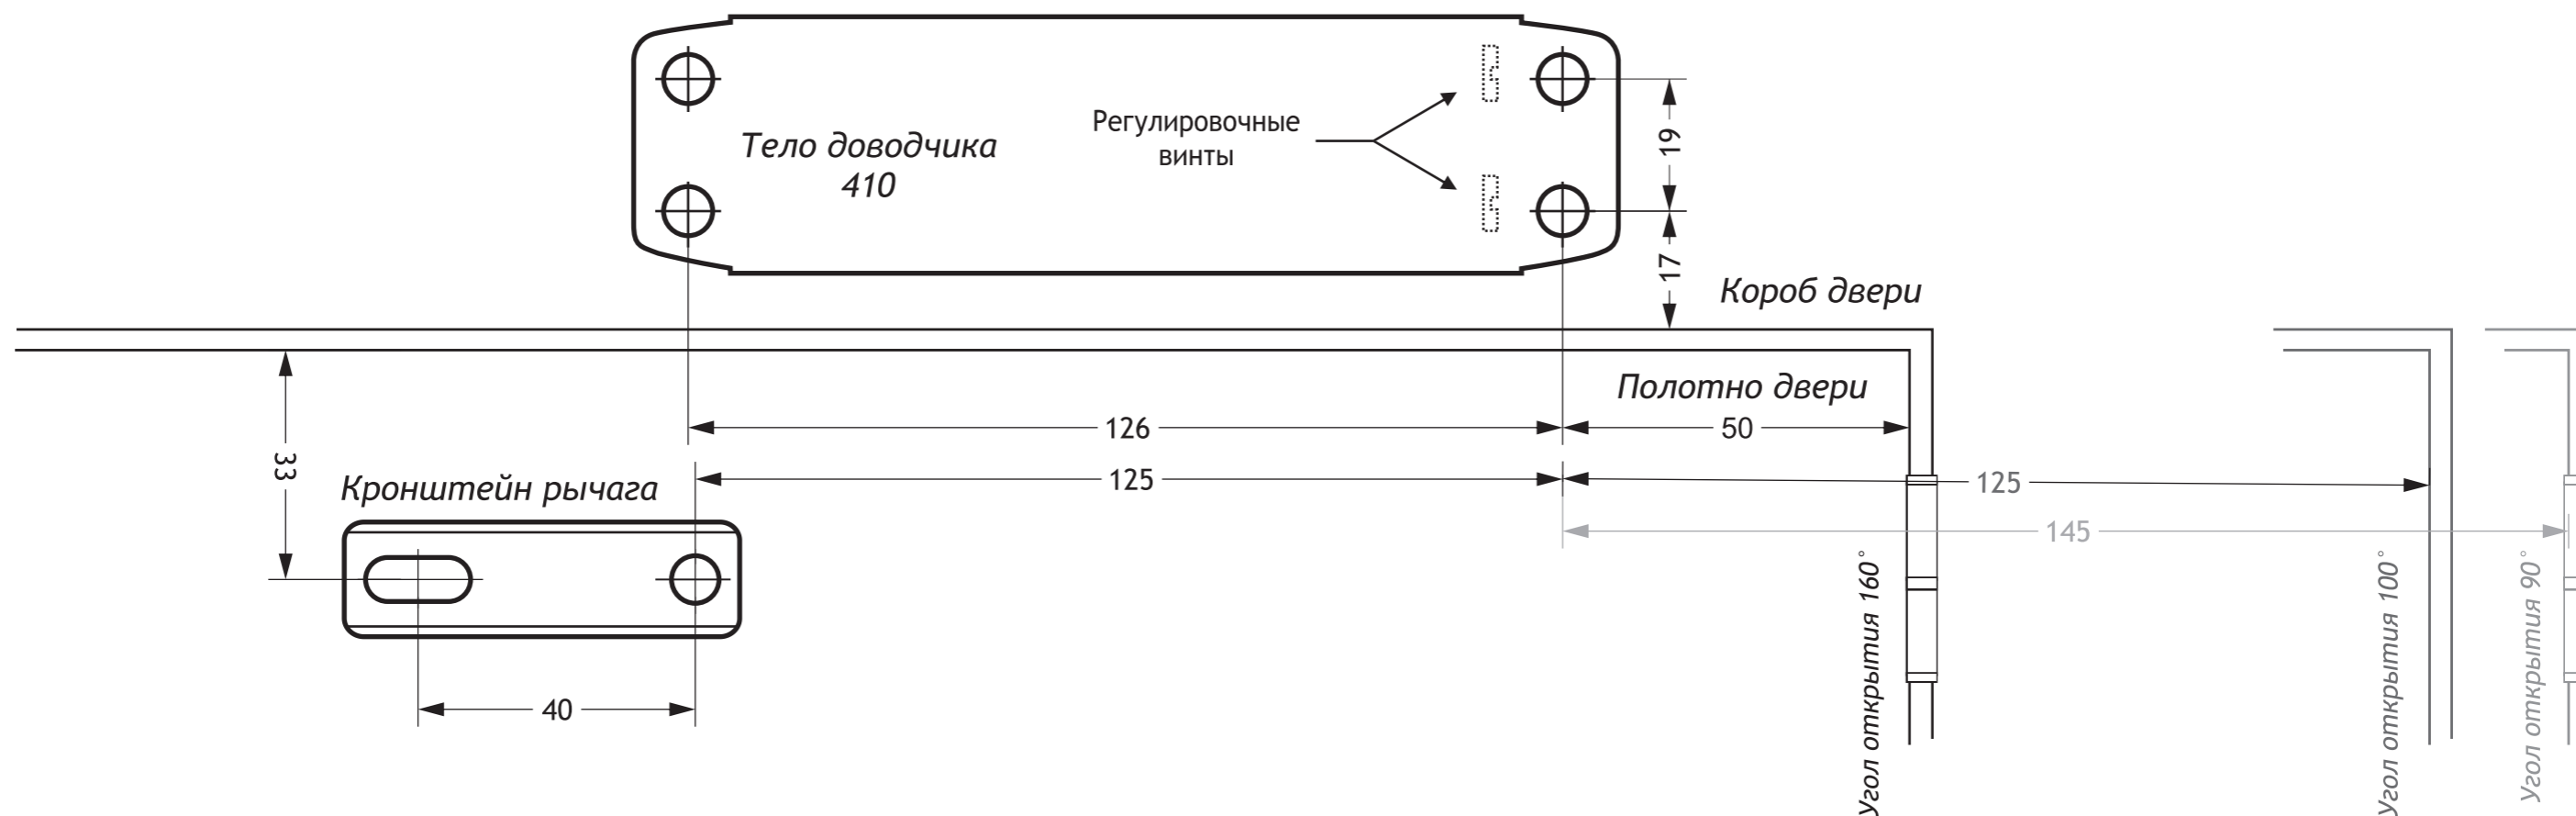 Тело доводчика
410
Регулировочные
винты
19
17
Короб двери
Полотно двери
126
50
33
125
125
Кронштейн рычага
145
40
Угол открытия 160°
Угол открытия 100°
Угол открытия 90°